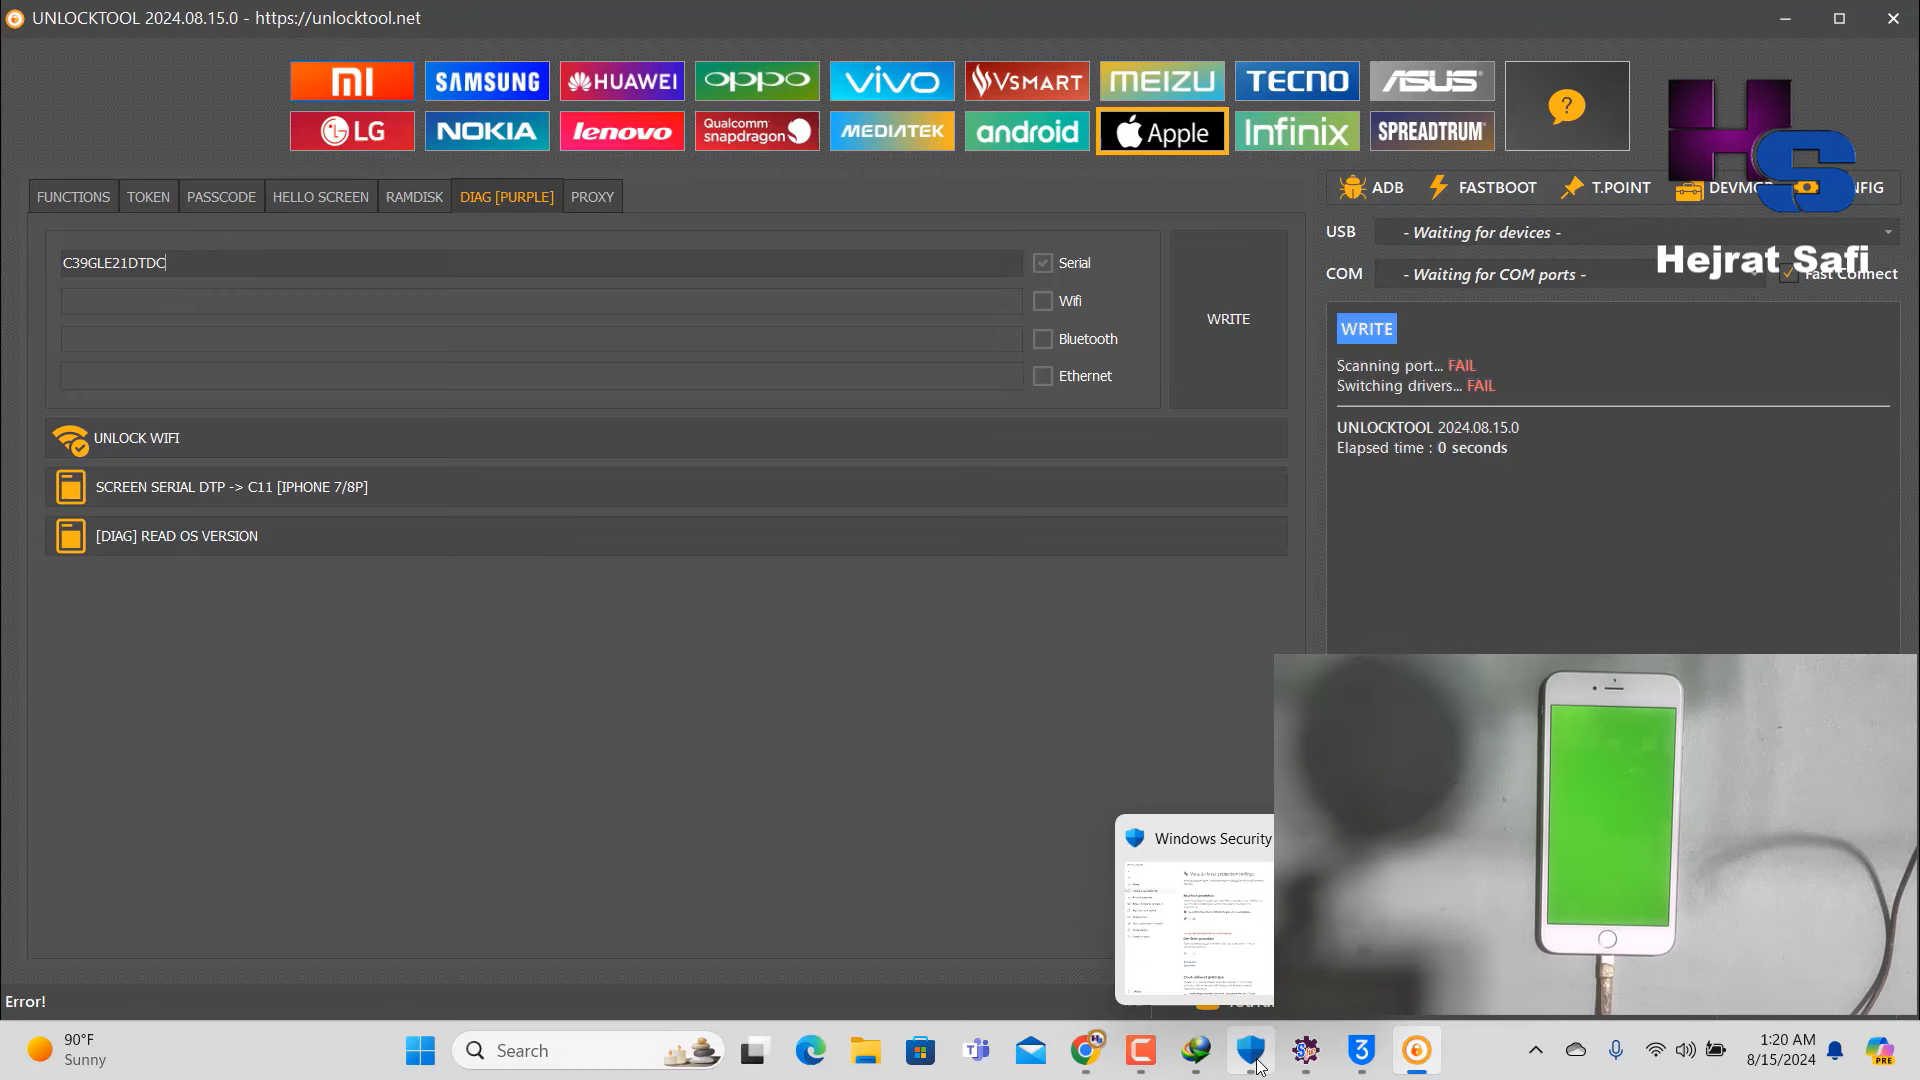 UNLOCKTOOL 2024.08.15.0 - https://unlocktool.net
MI SAMSUNG HUAWEI oppo vivo VSMART MEIZU TECNO ASUS ?
LG NOKIA lenovo Qualcomm snapdragon MEDIATEK android Apple Infinix SPREADTRUM
HS
Hejrat Safi
FUNCTIONS TOKEN PASSCODE HELLO SCREEN RAMDISK DIAG [PURPLE] PROXY
ADB FASTBOOT T.POINT
USB - Waiting for devices -
COM - Waiting for COM ports - Fast Connect
C39GLE21DTDC Serial
Wifi
Bluetooth
Ethernet
WRITE
UNLOCK WIFI
SCREEN SERIAL DTP -> C11 [IPHONE 7/8P]
[DIAG] READ OS VERSION
WRITE
Scanning port... FAIL
Switching drivers... FAIL
UNLOCKTOOL 2024.08.15.0
Elapsed time : 0 seconds
Windows Security
Error!
90°F
Sunny
Search
3
1:20 AM
8/15/2024
PRE